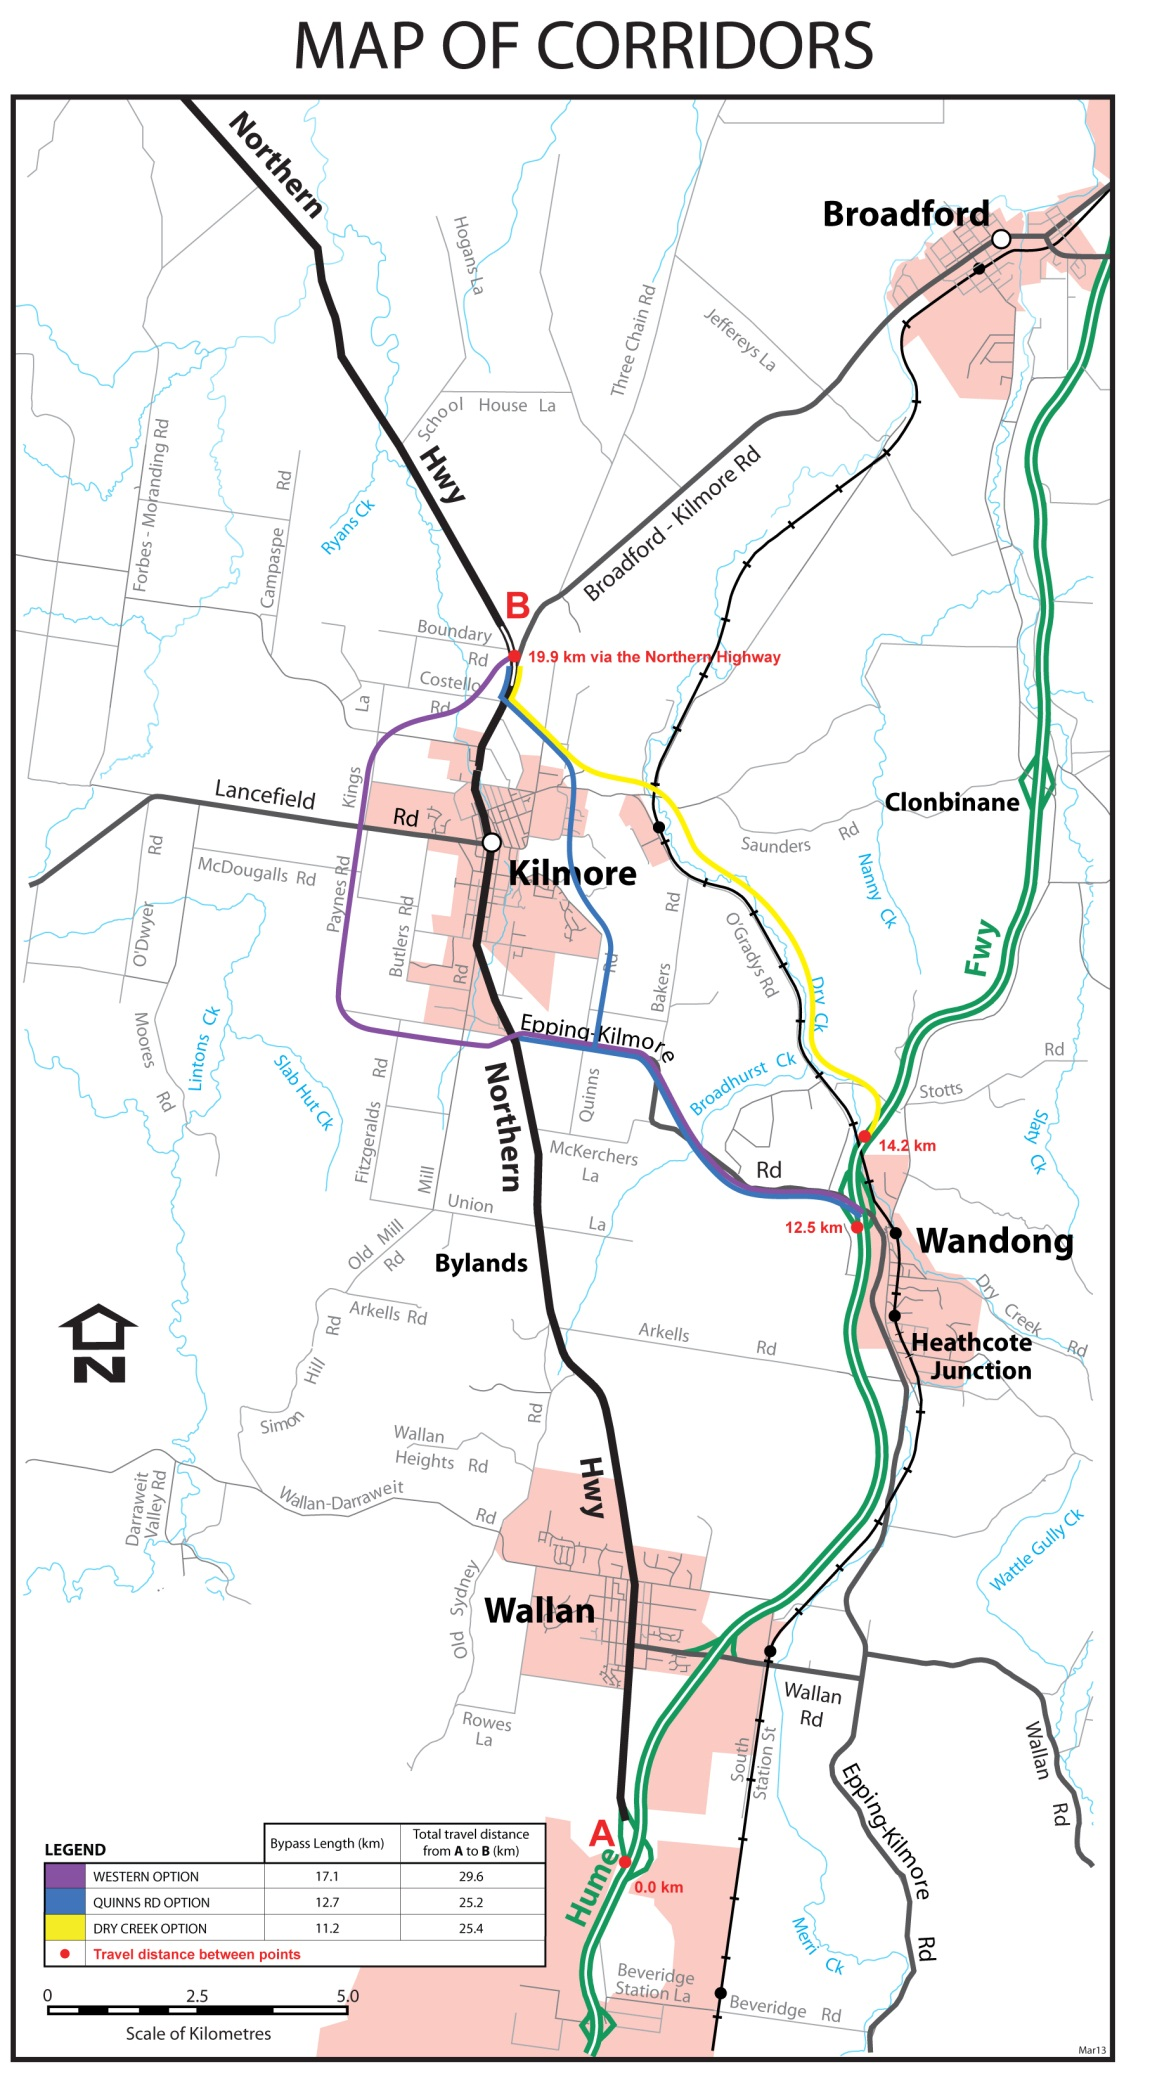 MAP OF CORRIDORS
Northern
Broadford
Hogans La
Three Chain Rd
Jeffereys La
School House La
Hwy
Forbes - Moranding Rd
Campaspe Rd
Ryans Ck
Broadford - Kilmore Rd
B
Boundary
Rd
19.9 km via the Northern Highway
Costello
Rd
La
Kings
Lancefield
Rd
Clonbinane
Saunders Rd
Rd
McDougalls Rd
Kilmore
Nanny Ck
Paynes Rd
Butlers Rd
Rd
O'Dwyer
Rd
Rd
Bakers
O'Gradys Rd
Dry Ck
Fwy
Lintons Ck
Moores
Rd
Slab Hut Ck
Epping-Kilmore
Northern
Rd
Fitzgeralds
Quinns
Broadhurst Ck
Stotts
Rd
Slaty Ck
14.2 km
McKerchers
La
Rd
Mill
Union
La
12.5 km
Wandong
Old Mill
Rd
Bylands
Dry Creek
Rd
Arkells Rd
Arkells
Rd
Heathcote
Junction
Rd
Hill
Simon
N
Wallan
Heights Rd
Rd
Hwy
Darraweit
Valley Rd
Wallan-Darraweit
Rd
Wattle Gully Ck
Old Sydney
Wallan
Wallan
Rd
Rowes
La
South
Station St
Wallan
Rd
Epping-Kilmore
Rd
A
Hume
0.0 km
Merri Ck
Beveridge
Station La
Beveridge Rd
LEGEND
Bypass Length (km)
Total travel distance
from A to B (km)
WESTERN OPTION 17.1 29.6
QUINNS RD OPTION 12.7 25.2
DRY CREEK OPTION 11.2 25.4
Travel distance between points
0 2.5 5.0
Scale of Kilometres
Mar13